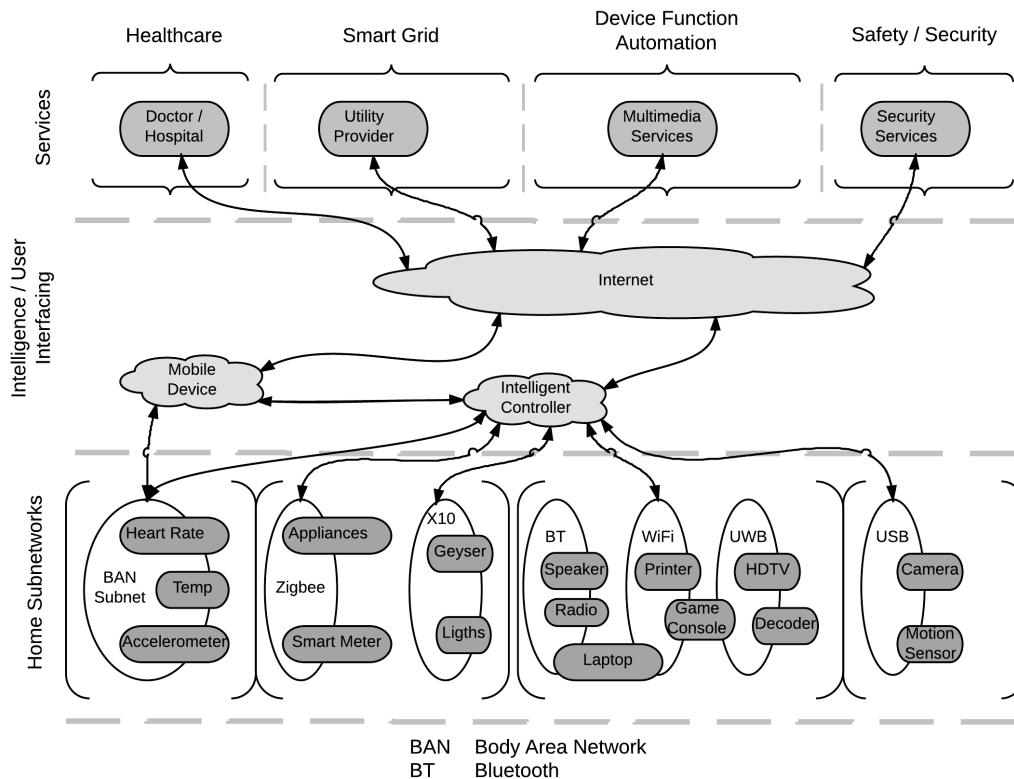 Healthcare
Smart Grid
Device Function
Automation
Safety / Security
Services
Doctor /
Hospital
Utility
Provider
Multimedia
Services
Security
Services
Intelligence / User
Interfacing
Internet
Mobile
Device
Intelligent
Controller
Home Subnetworks
Heart Rate
BAN
Subnet
Temp
Accelerometer
Appliances
Zigbee
Smart Meter
X10
Geyser
Ligths
BT
Speaker
Radio
Laptop
WiFi
Printer
Game
Console
UWB
HDTV
Decoder
USB
Camera
Motion
Sensor
BAN Body Area Network
BT Bluetooth